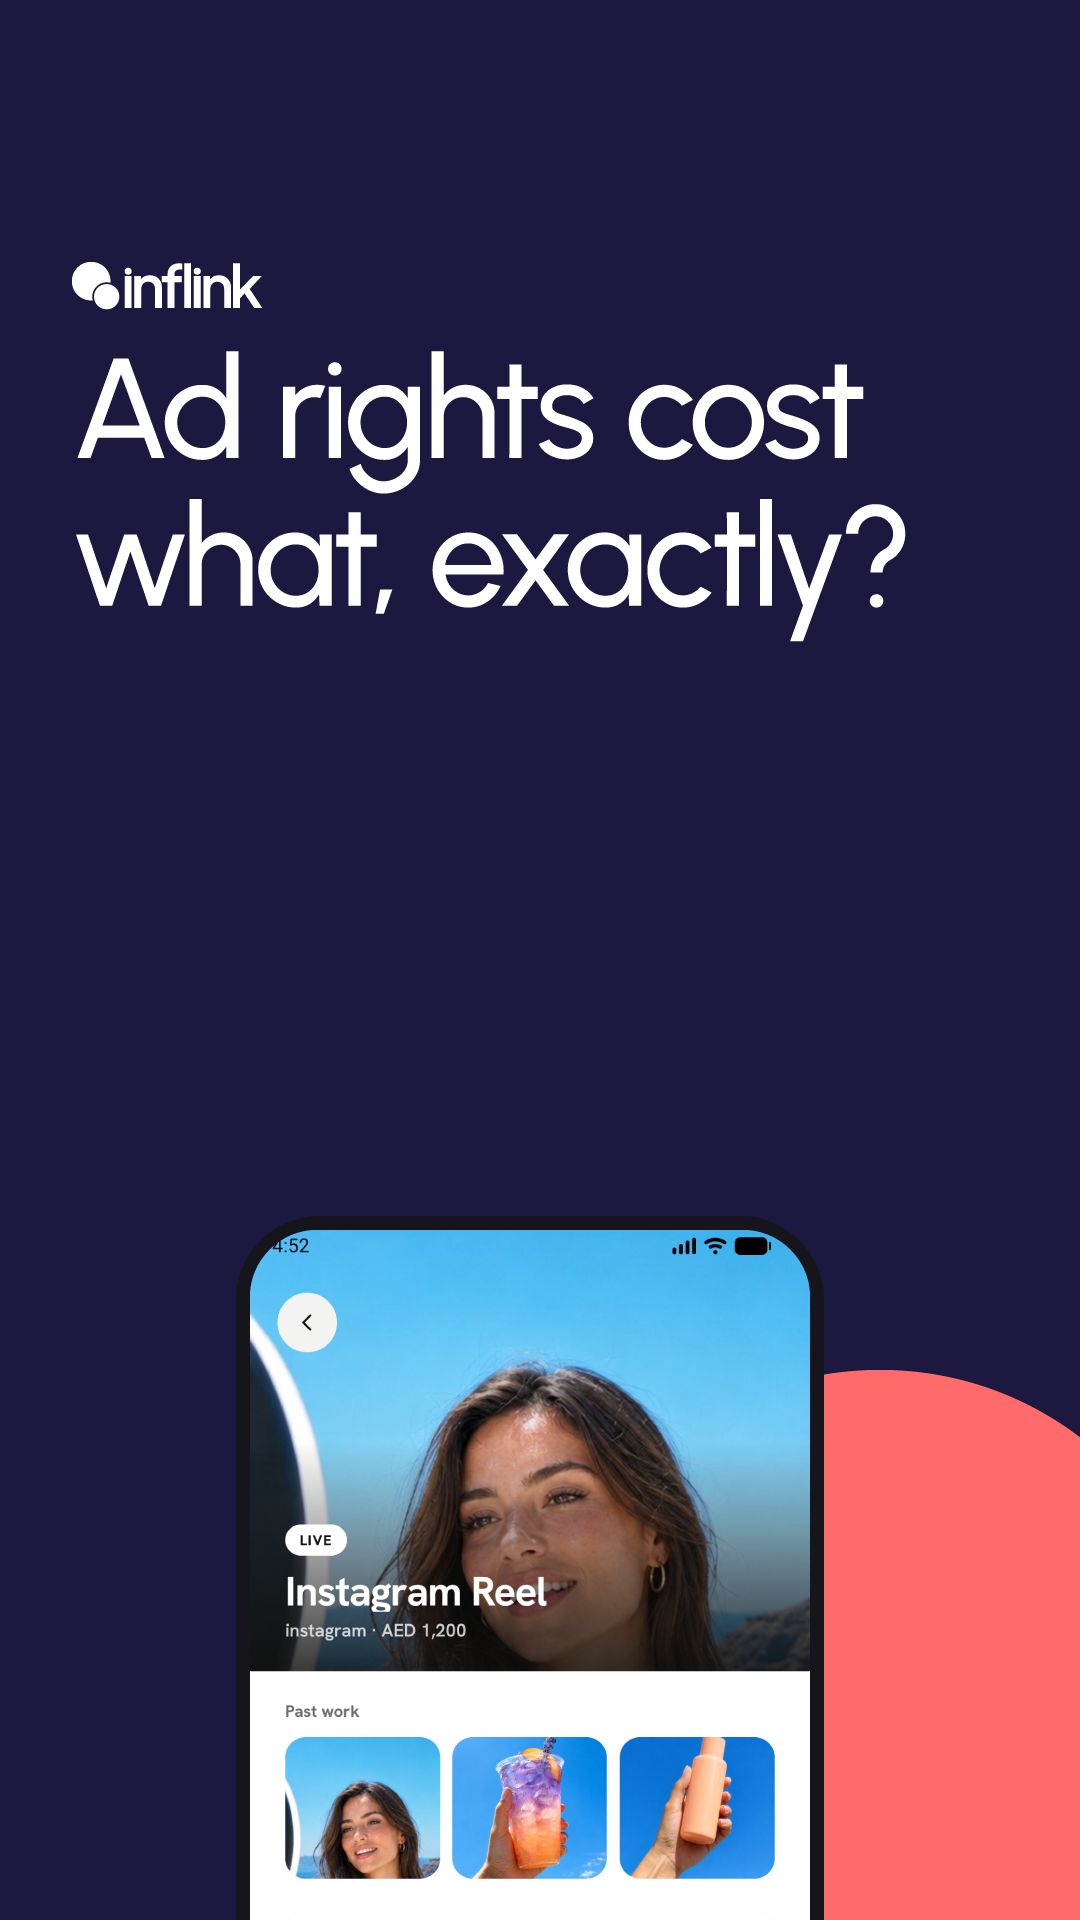 inflink
Ad rights cost
what, exactly?
4:52
LIVE
Instagram Reel
instagram · AED 1,200
Past work